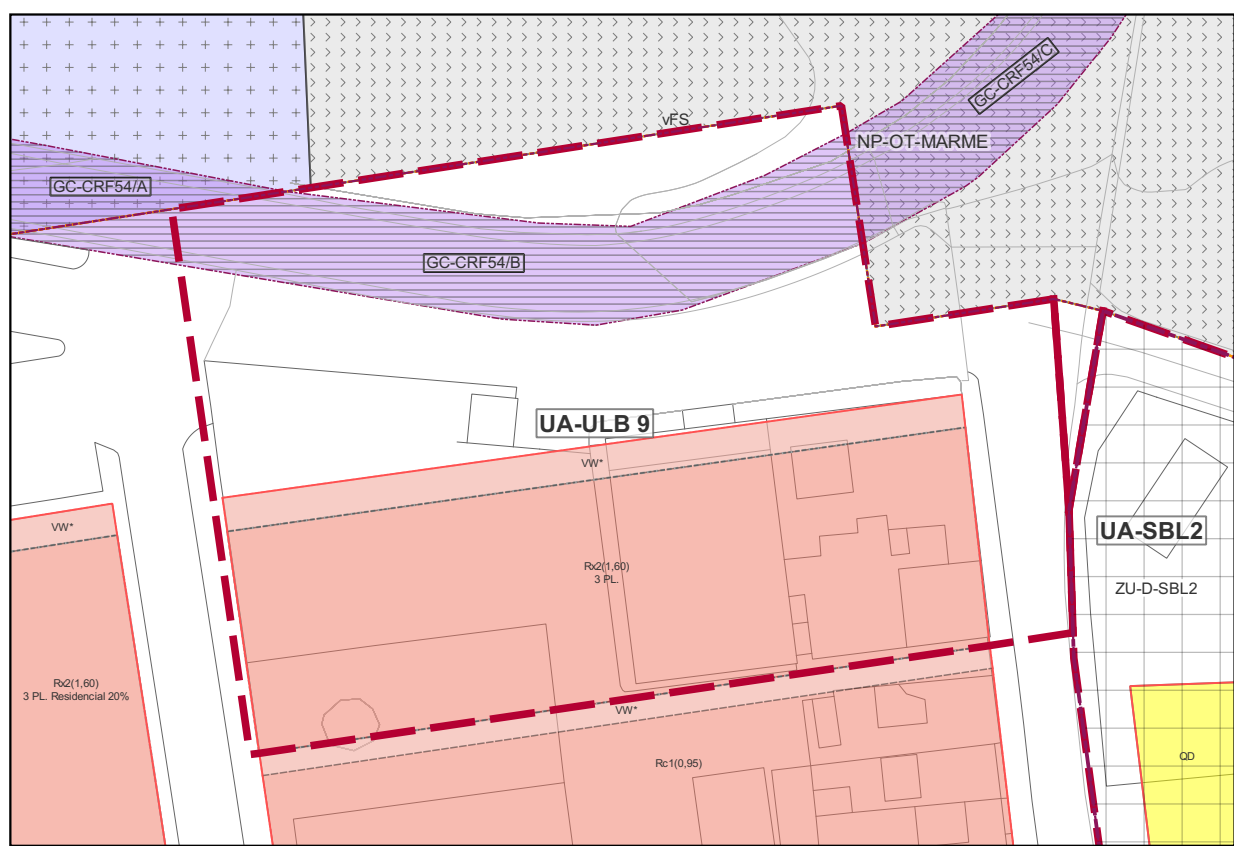 GC-CRF54/C
vFS
NP-OT-MARME
GC-CRF54/A
GC-CRF54/B
UA-ULB 9
VW*
VW*
UA-SBL2
Rx2(1,60)
3 PL.
ZU-D-SBL2
Rx2(1,60)
3 PL. Residencial 20%
VW*
Rc1(0,95)
QD